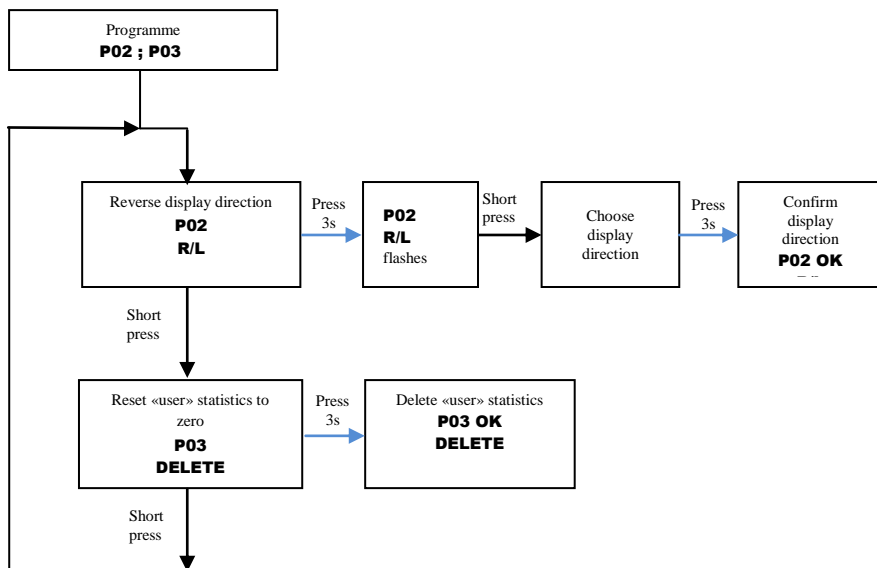 Programme
P02 ; P03
Reverse display direction
P02
R/L
Press
3s
P02
R/L
flashes
Short
press
Choose
display
direction
Press
3s
Confirm
display
direction
P02 OK
Short
press
Reset «user» statistics to
zero
P03
DELETE
Press
3s
Delete «user» statistics
P03 OK
DELETE
Short
press